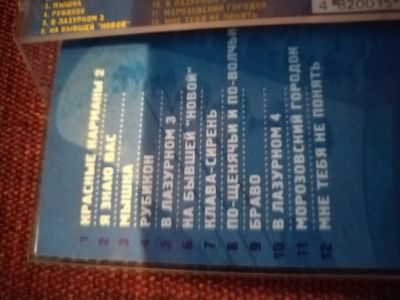 3. МЫШКА
4. РУБИКОН
5. В ЛАЗУРНОМ 3
6. НА БЫВШЕЙ "НОВОЙ"
10. В ЛАЗУРНОМ
11. МОРОЗОВСКИЙ ГОРОДОК
12. МНЕ ТЕБЯ НЕ ПОНЯТЬ
1 КРАСНЫЕ КАРМАНЫ 2
2 Я ЗНАЮ ВАС
3 МЫШКА
4 РУБИКОН
5 В ЛАЗУРНОМ 3
6 НА БЫВШЕЙ "НОВОЙ"
7 КЛАВА-СИРЕНЬ
8 ПО-ЩЕНЯЧЬИ И ПО-ВОЛЧЬИ
9 БРАВО
10 В ЛАЗУРНОМ 4
11 МОРОЗОВСКИЙ ГОРОДОК
12 МНЕ ТЕБЯ НЕ ПОНЯТЬ